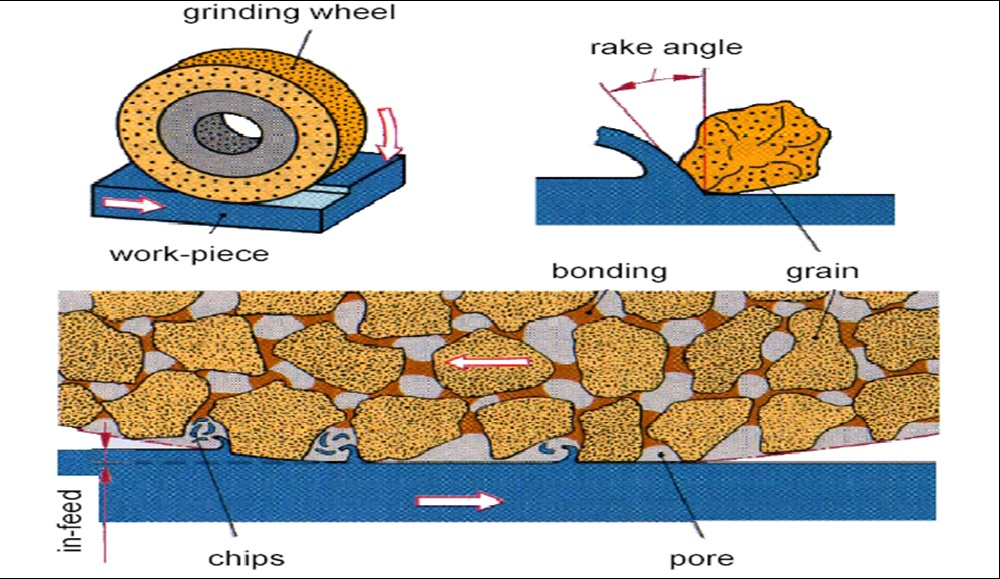 grinding wheel
rake angle
work-piece
bonding
grain
in-feed
chips
pore